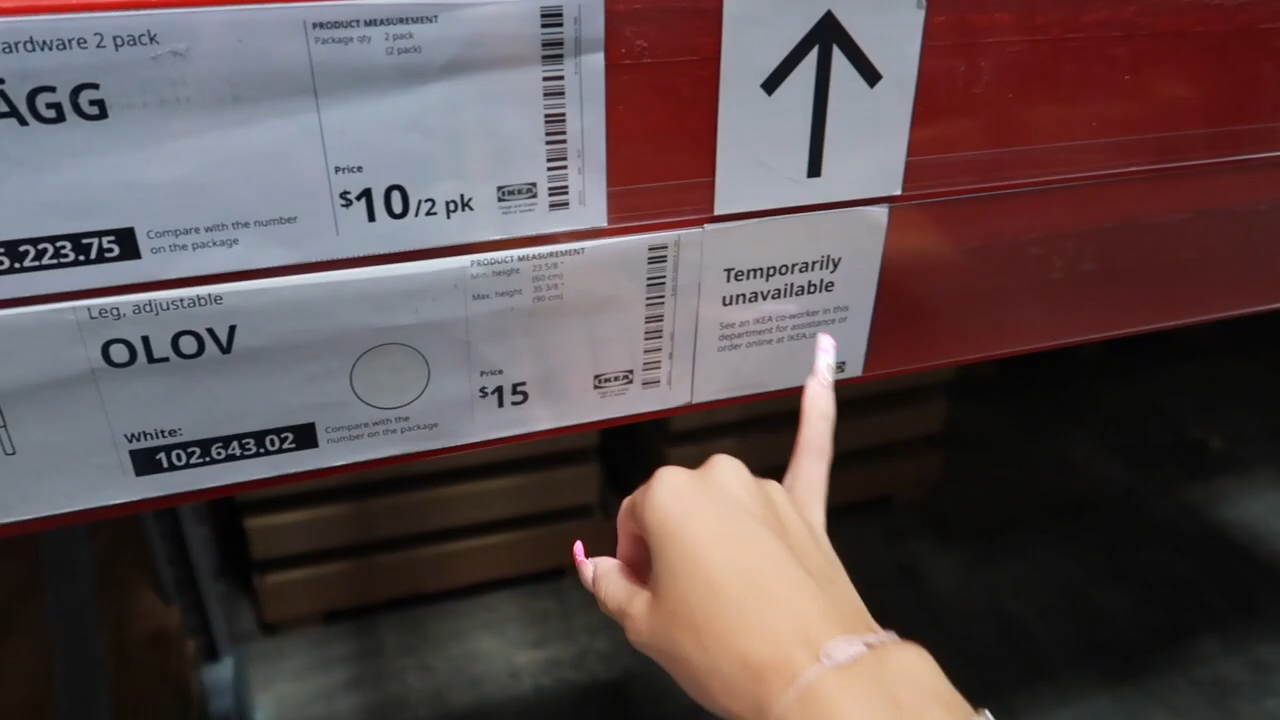 ardware 2 pack
ÄGG
5.223.75
Compare with the number
on the package
PRODUCT MEASUREMENT
Package qty 2 pack
(2 pack)
Price
$10/2 pk
IKEA
Leg, adjustable
OLOV
White:
102.643.02
Compare with the
number on the package
PRODUCT MEASUREMENT
Min. height 23 5/8 "
(60 cm)
Max. height 35 3/8 "
(90 cm)
Price
$15
IKEA
Temporarily
unavailable
See an IKEA co-worker in this
department for assistance or
order online at IKEA.